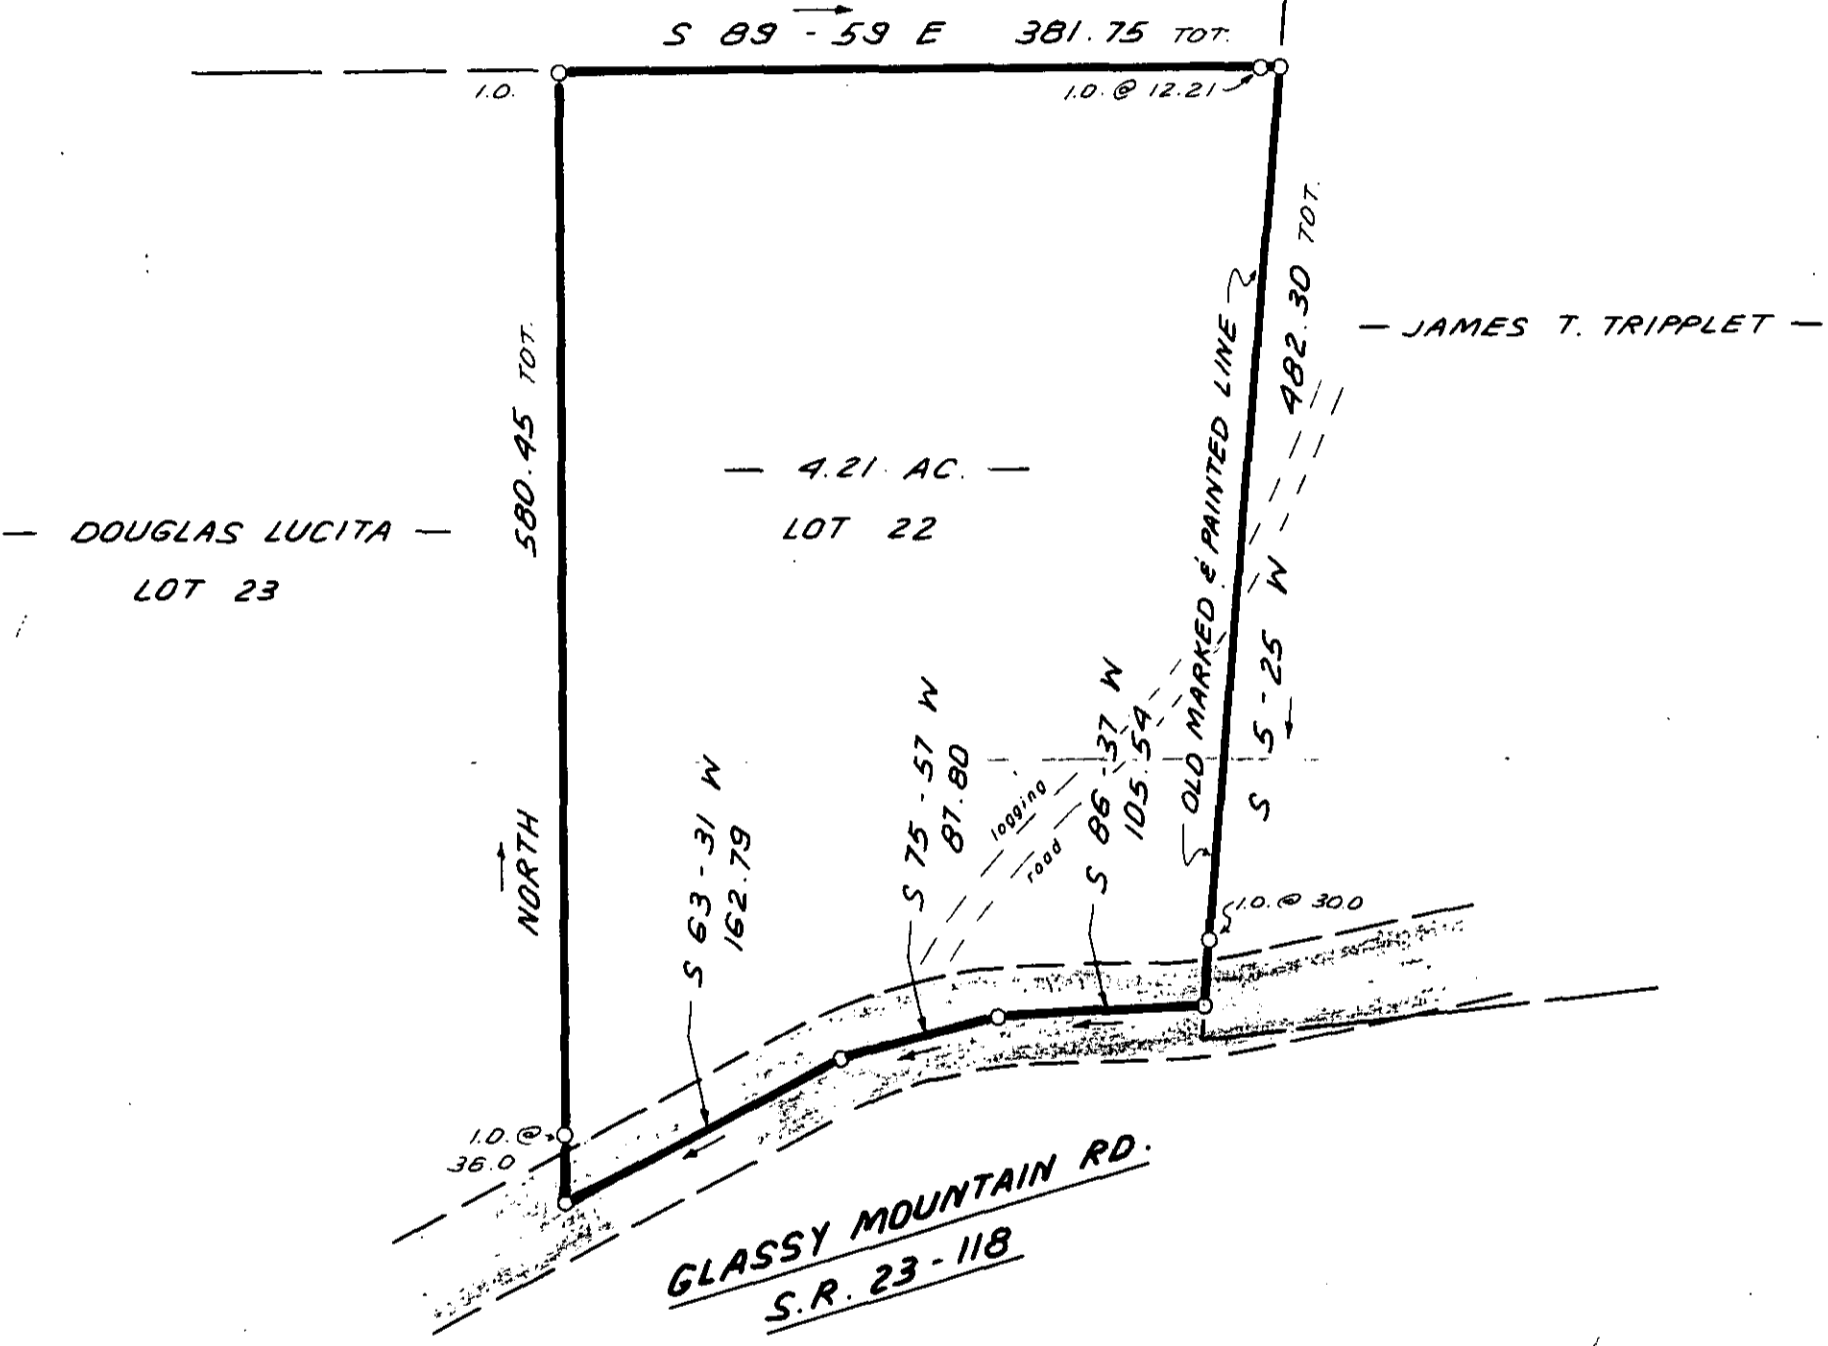 S 89 - 59 E 381.75 TOT.
I.O.
I.O. @ 12.21
580.45 TOT.
NORTH
— DOUGLAS LUCITA —
LOT 23
— 4.21 AC. —
LOT 22
OLD MARKED & PAINTED LINE
S 5 - 25 W 482.30 TOT.
— JAMES T. TRIPPLET —
S 63 - 31 W
162.79
S 75 - 57 W
87.80
logging
road
S 86 - 37 W
105.54
I.O. @ 30.0
I.O. @
36.0
GLASSY MOUNTAIN RD.
S.R. 23 - 118